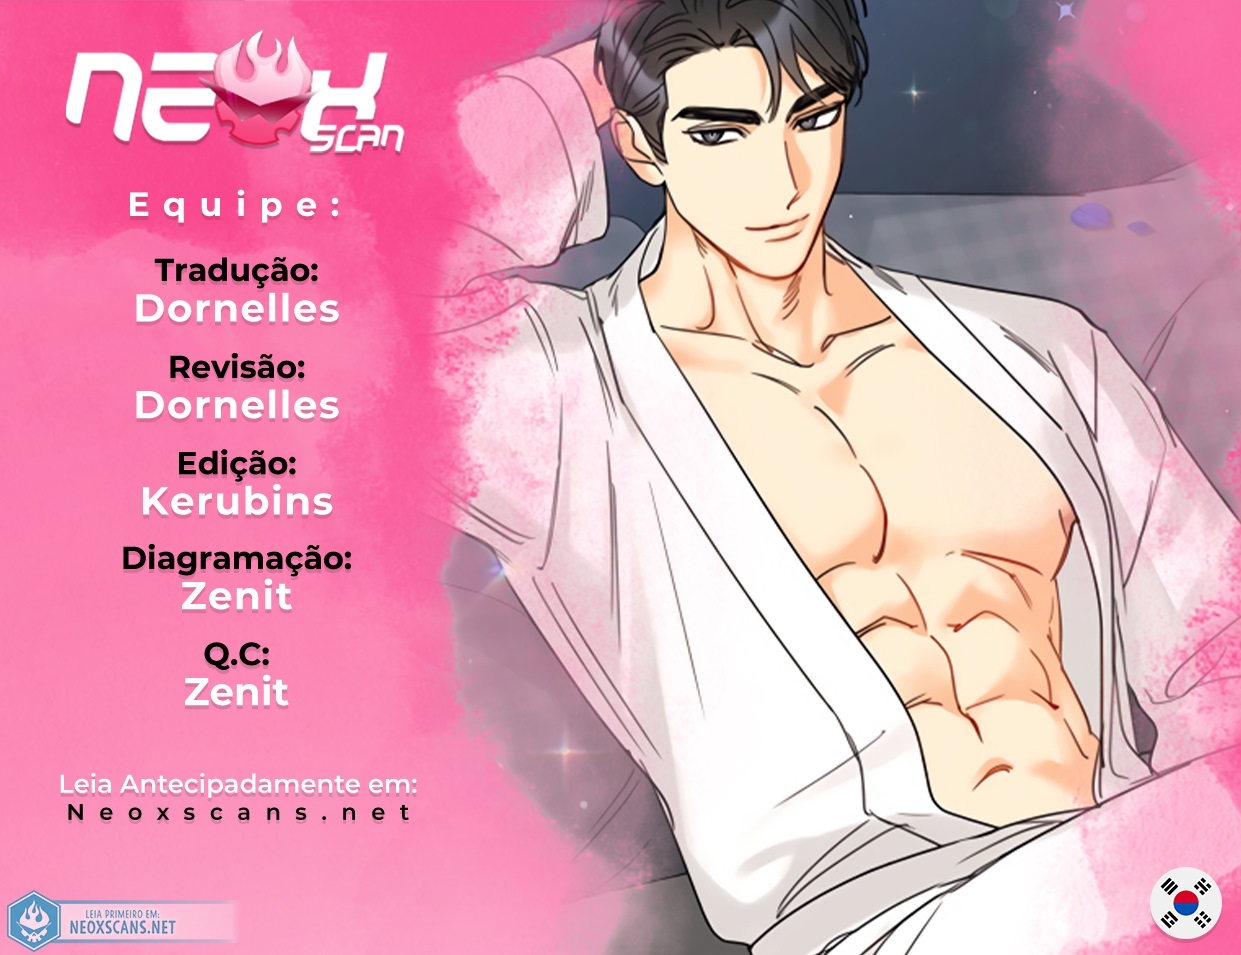 NEOX
SCAN
Equipe:
Tradução:
Dornelles
Revisão:
Dornelles
Edição:
Kerubins
Diagramação:
Zenit
Q.C:
Zenit
Leia Antecipadamente em:
Neoxscans.net
LEIA PRIMEIRO EM:
NEOXSCANS.NET